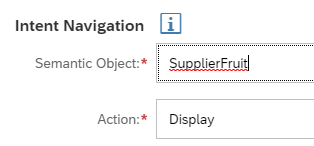 Intent Navigation i
Semantic Object:* SupplierFruit
Action:* Display